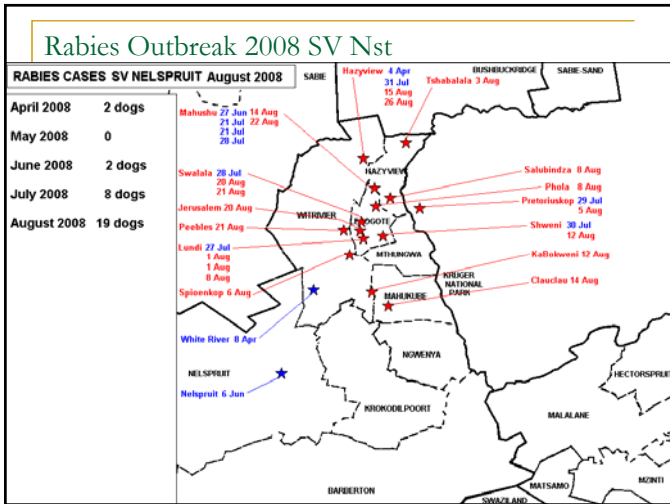 Rabies Outbreak 2008 SV Nst
RABIES CASES SV NELSPRUIT August 2008
April 2008 2 dogs
May 2008 0
June 2008 2 dogs
July 2008 8 dogs
August 2008 19 dogs
SABIE
Hazyview 4 Apr
31 Jul
15 Aug
26 Aug
BUSHBUCKRIDGE
SABIE-SAND
Tshabalala 3 Aug
Mahushu 27 Jun 14 Aug
21 Jul 22 Aug
21 Jul
28 Jul
HAZYVIEW
Salubindza 8 Aug
Phola 8 Aug
Pretoriuskop 29 Jul
5 Aug
Swalala 28 Jul
20 Aug
21 Aug
WITRIVIER
Jerusalem 20 Aug
Peebles 21 Aug
Shweni 30 Jul
12 Aug
Lundi 27 Jul
1 Aug
1 Aug
8 Aug
MTHUNGWA
KaBokweni 12 Aug
KRUGER
NATIONAL
PARK
Clauclau 14 Aug
Spioenkop 6 Aug
MAHUKUBE
White River 8 Apr
NGWENYA
NELSPRUIT
HECTORSPRUIT
Nelspruit 6 Jun
KROKODILPOORT
MALALANE
BARBERTON
MATSAMO
MZINTI
SWAZILAND